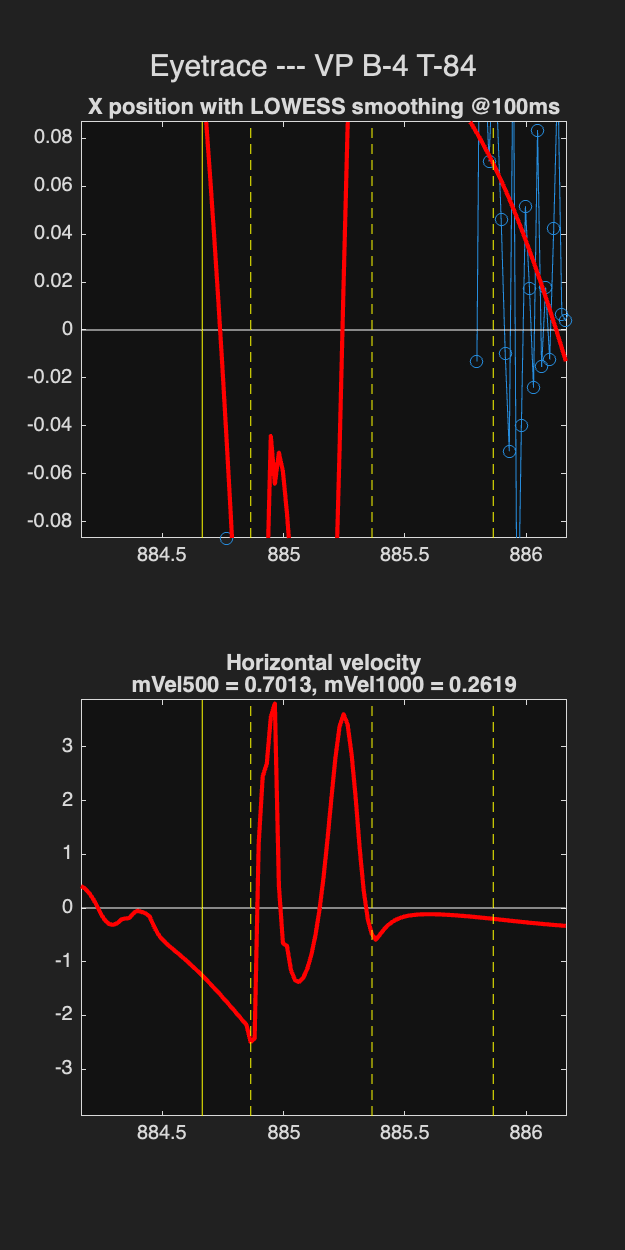 Eyetrace --- VP B-4 T-84
X position with LOWESS smoothing @100ms
0.08
0.06
0.04
0.02
0
-0.02
-0.04
-0.06
-0.08
884.5 885 885.5 886
Horizontal velocity
mVel500 = 0.7013, mVel1000 = 0.2619
3
2
1
0
-1
-2
-3
884.5 885 885.5 886